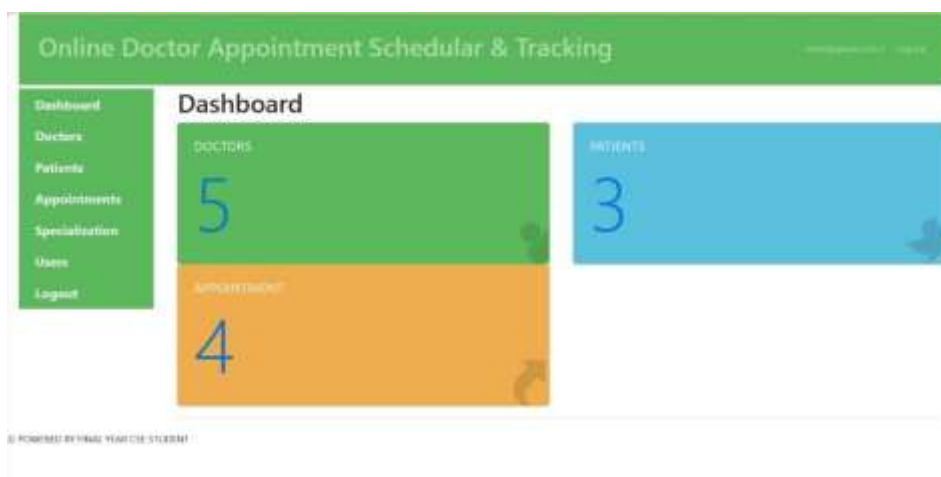 Online Doctor Appointment Schedular & Tracking
Logout
Dashboard
Doctors
Patients
Appointments
Specialization
Users
Logout
Dashboard
DOCTORS
5
PATIENTS
3
APPOINTMENT
4
© POWERED BY FINAL YEAR CSE STUDENT